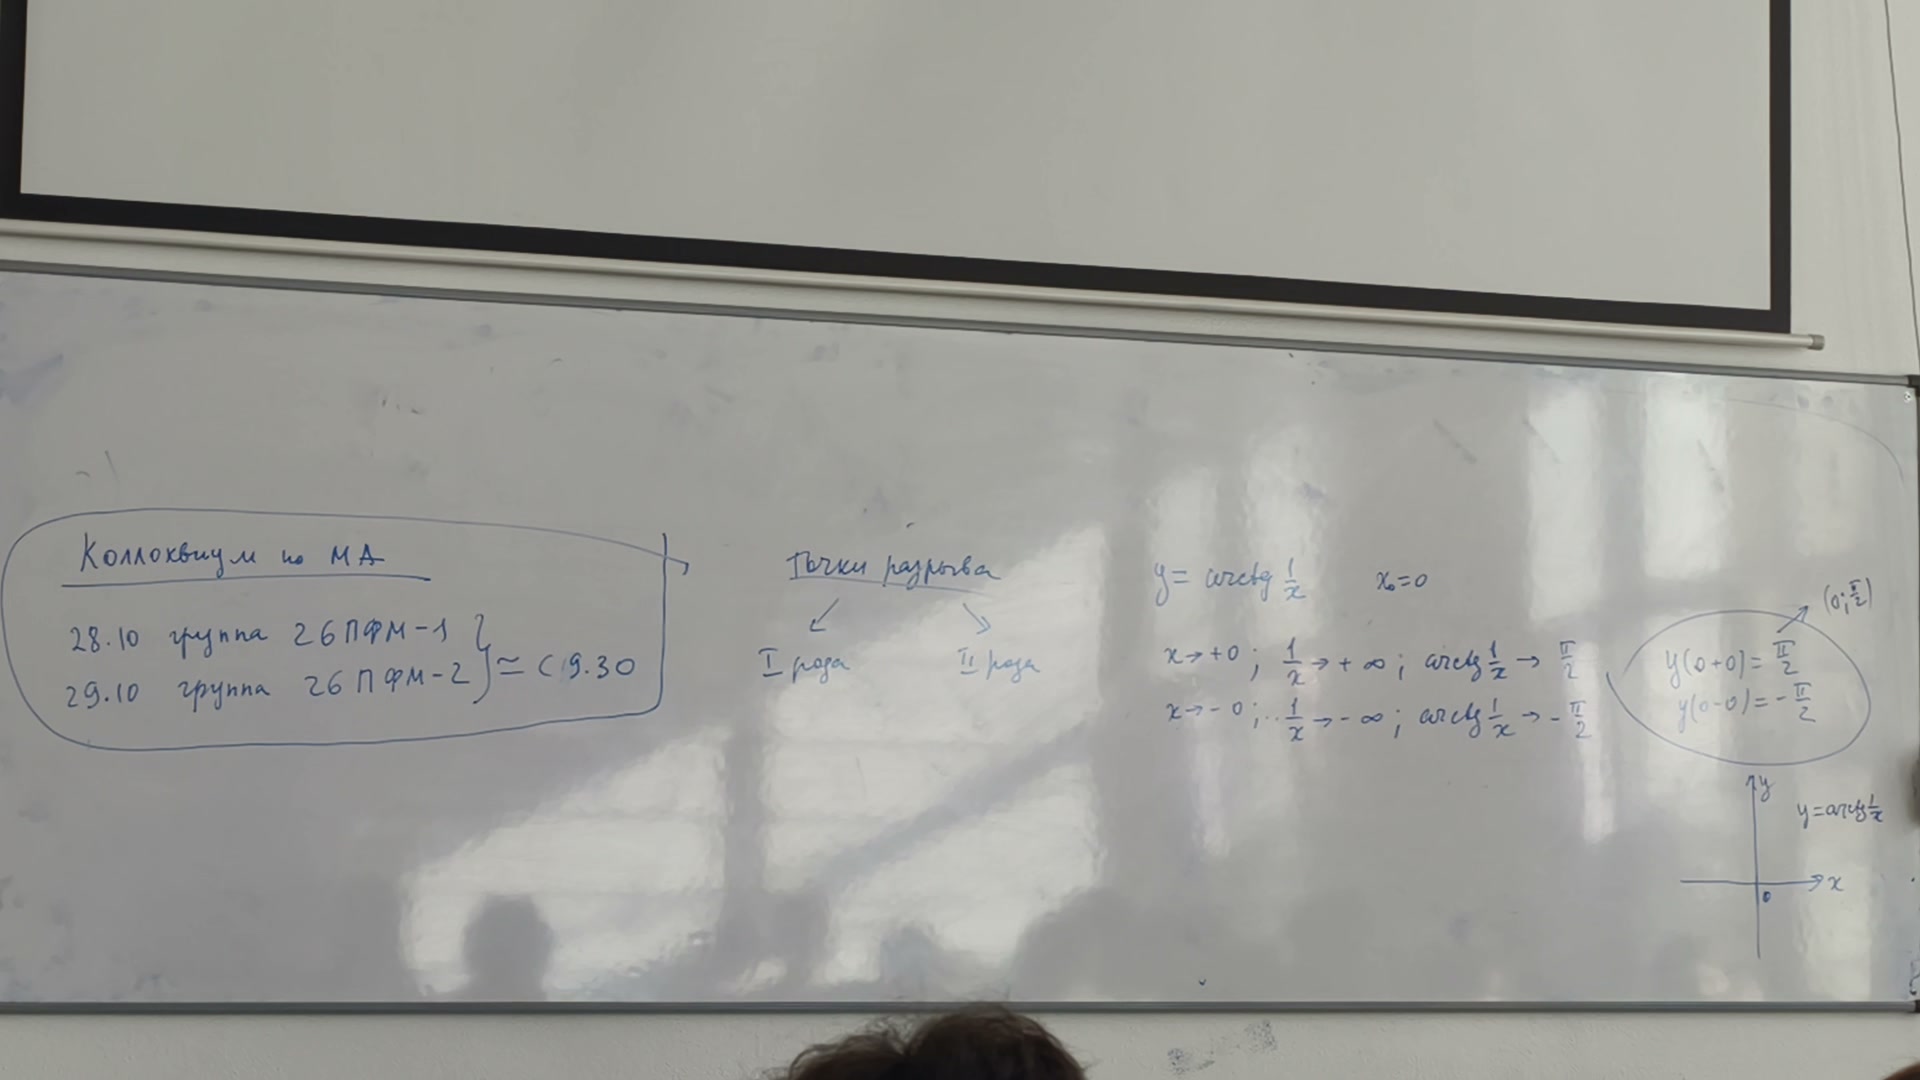 Коллоквиум по МА
28.10 группа 26ПФМ-1
29.10 группа 26ПФМ-2 } ≃ с 9.30
Точки разрыва
I рода II рода
y = arctg 1/x x₀=0
x→+0; 1/x→+∞; arctg 1/x → π/2
x→-0; 1/x→-∞; arctg 1/x → -π/2
(0; π/2)
y(0+0)= π/2
y(0-0)= -π/2
y
y=arctg 1/x
x
0